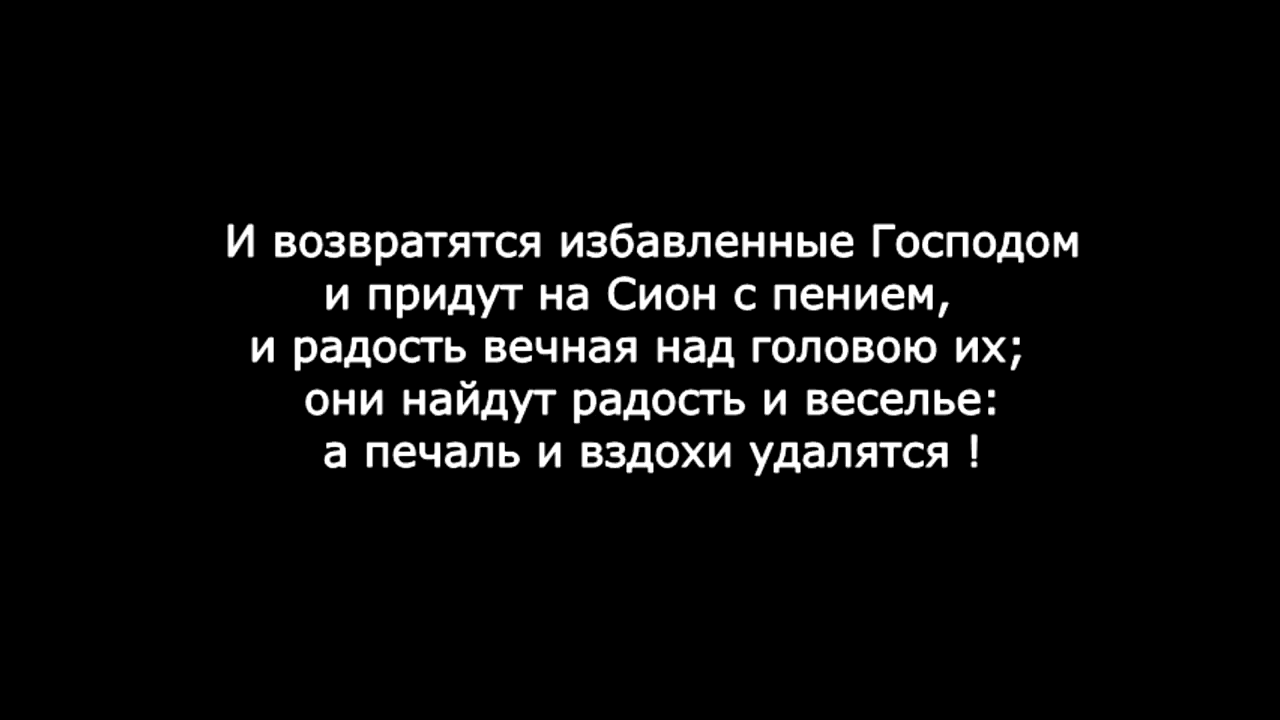 И возвратятся избавленные Господом
и придут на Сион с пением,
и радость вечная над головою их;
они найдут радость и веселье:
а печаль и вздохи удалятся !